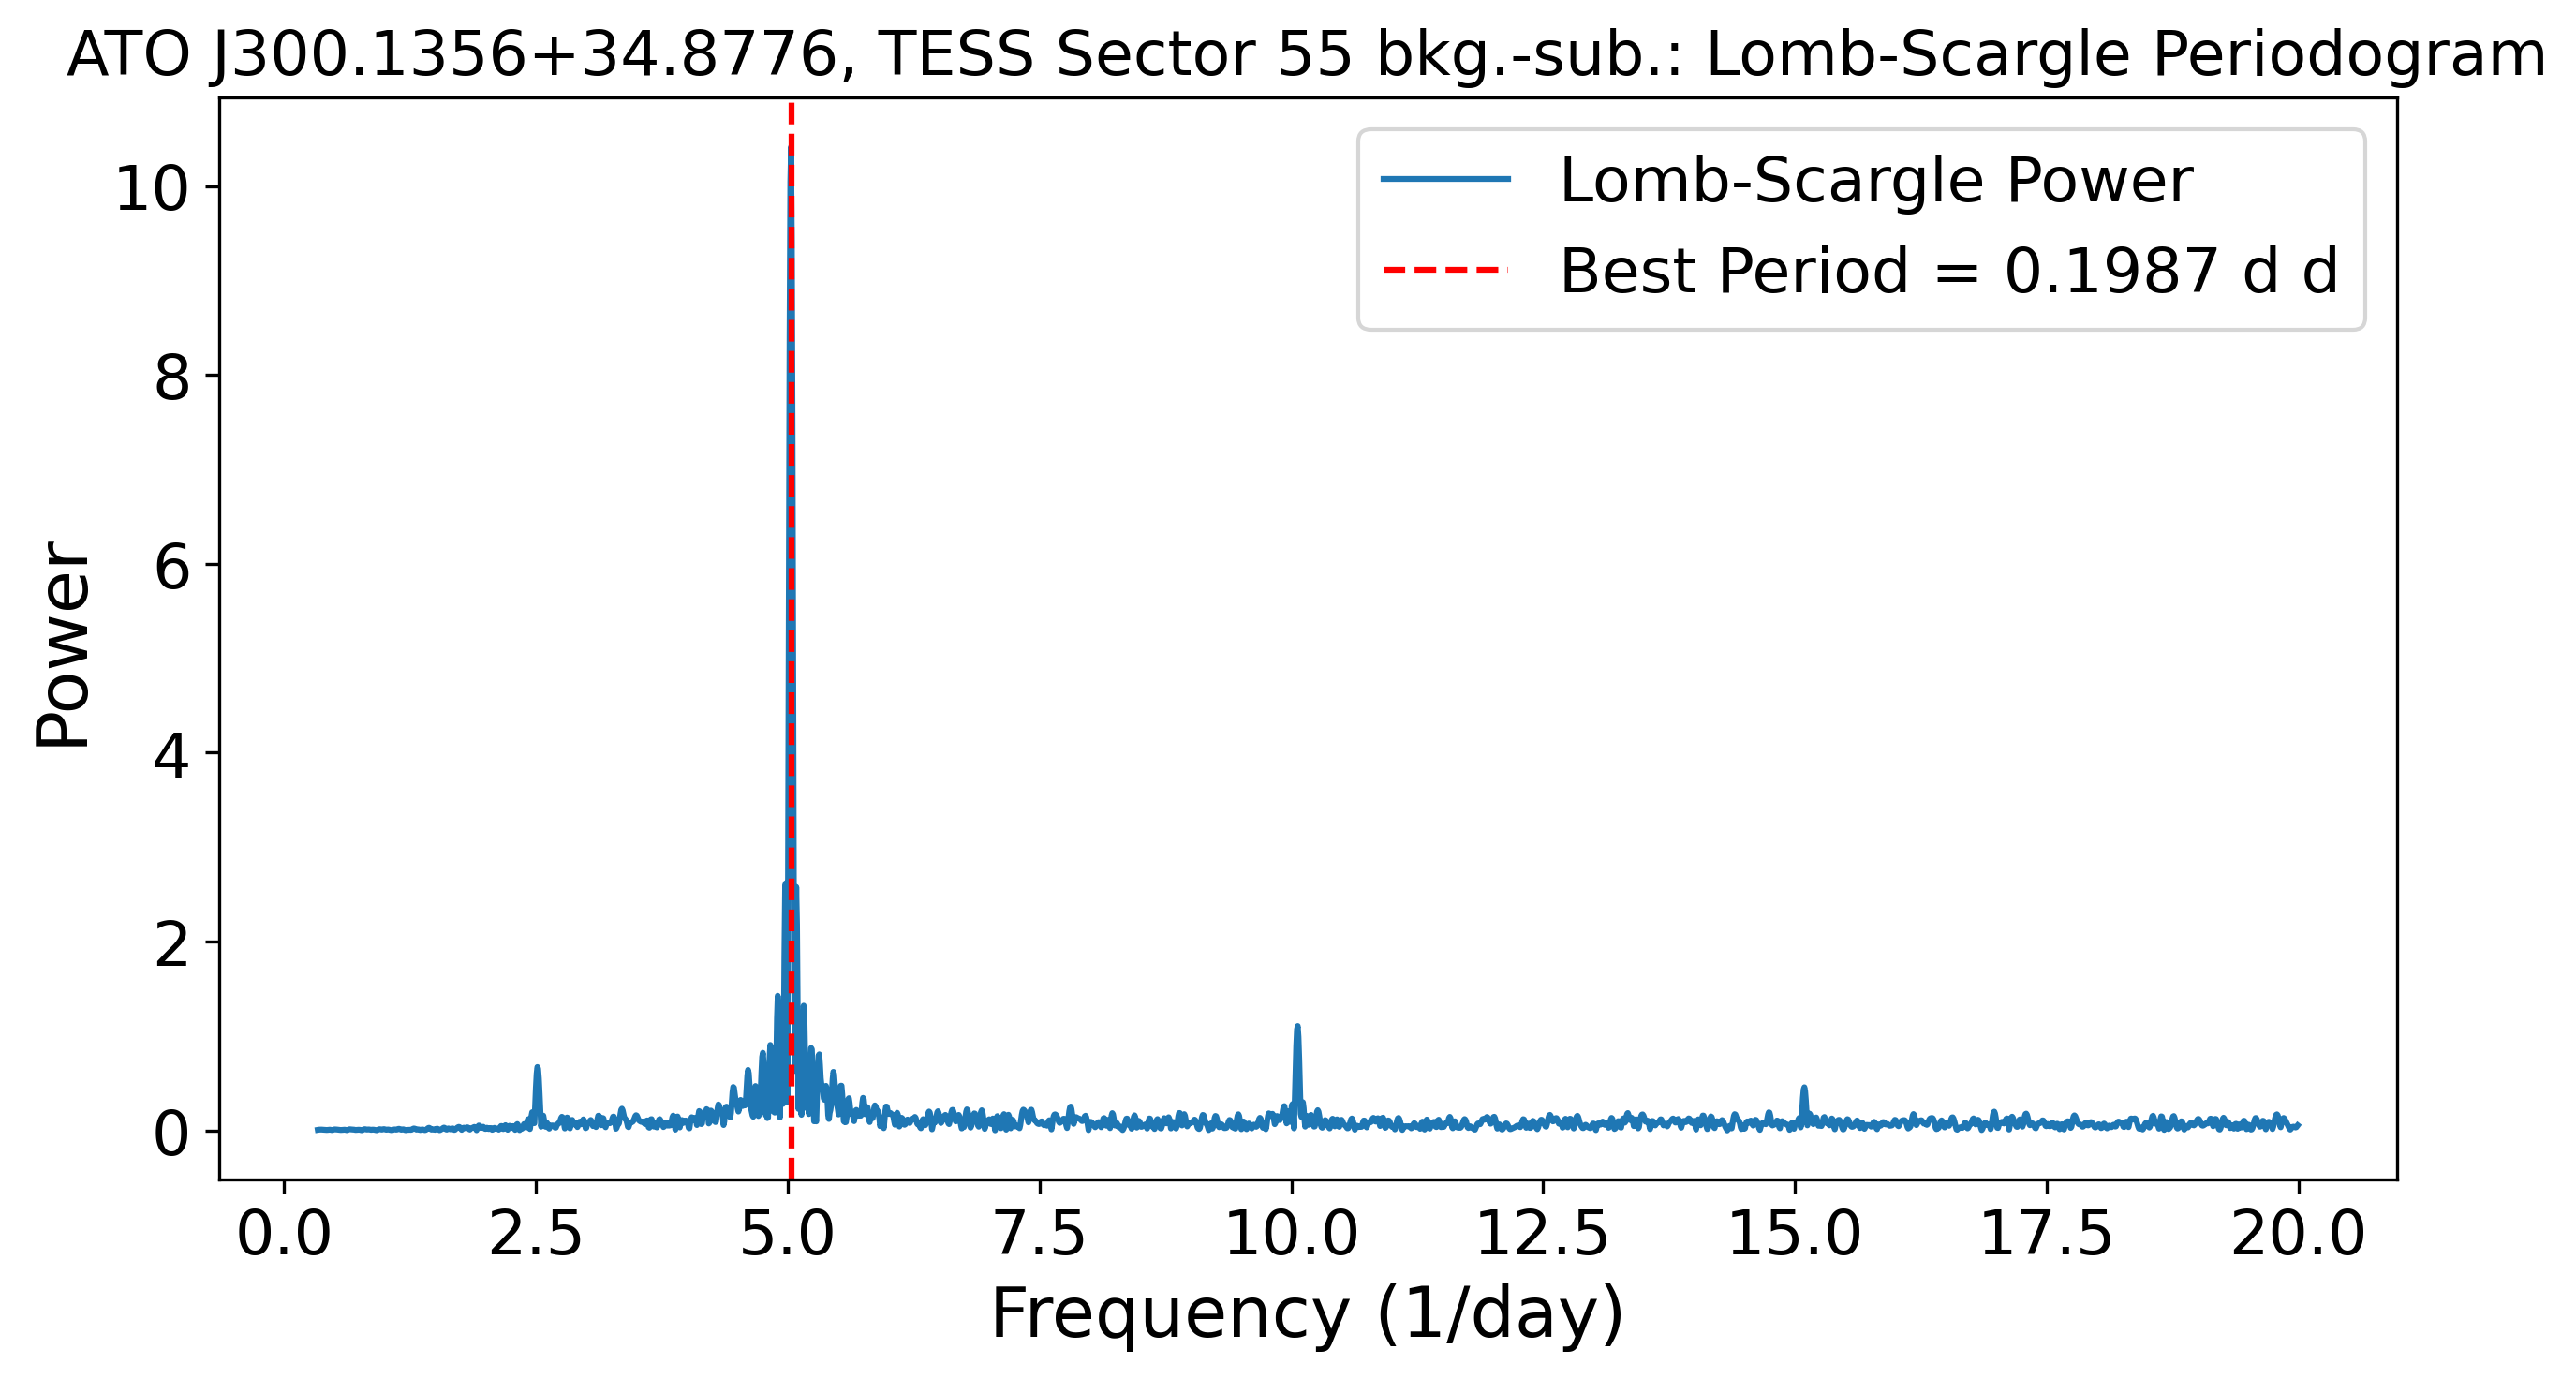 ATO J300.1356+34.8776, TESS Sector 55 bkg.-sub.: Lomb-Scargle Periodogram
Lomb-Scargle Power
Best Period = 0.1987 d d
Power
10
8
6
4
2
0
0.0 2.5 5.0 7.5 10.0 12.5 15.0 17.5 20.0
Frequency (1/day)